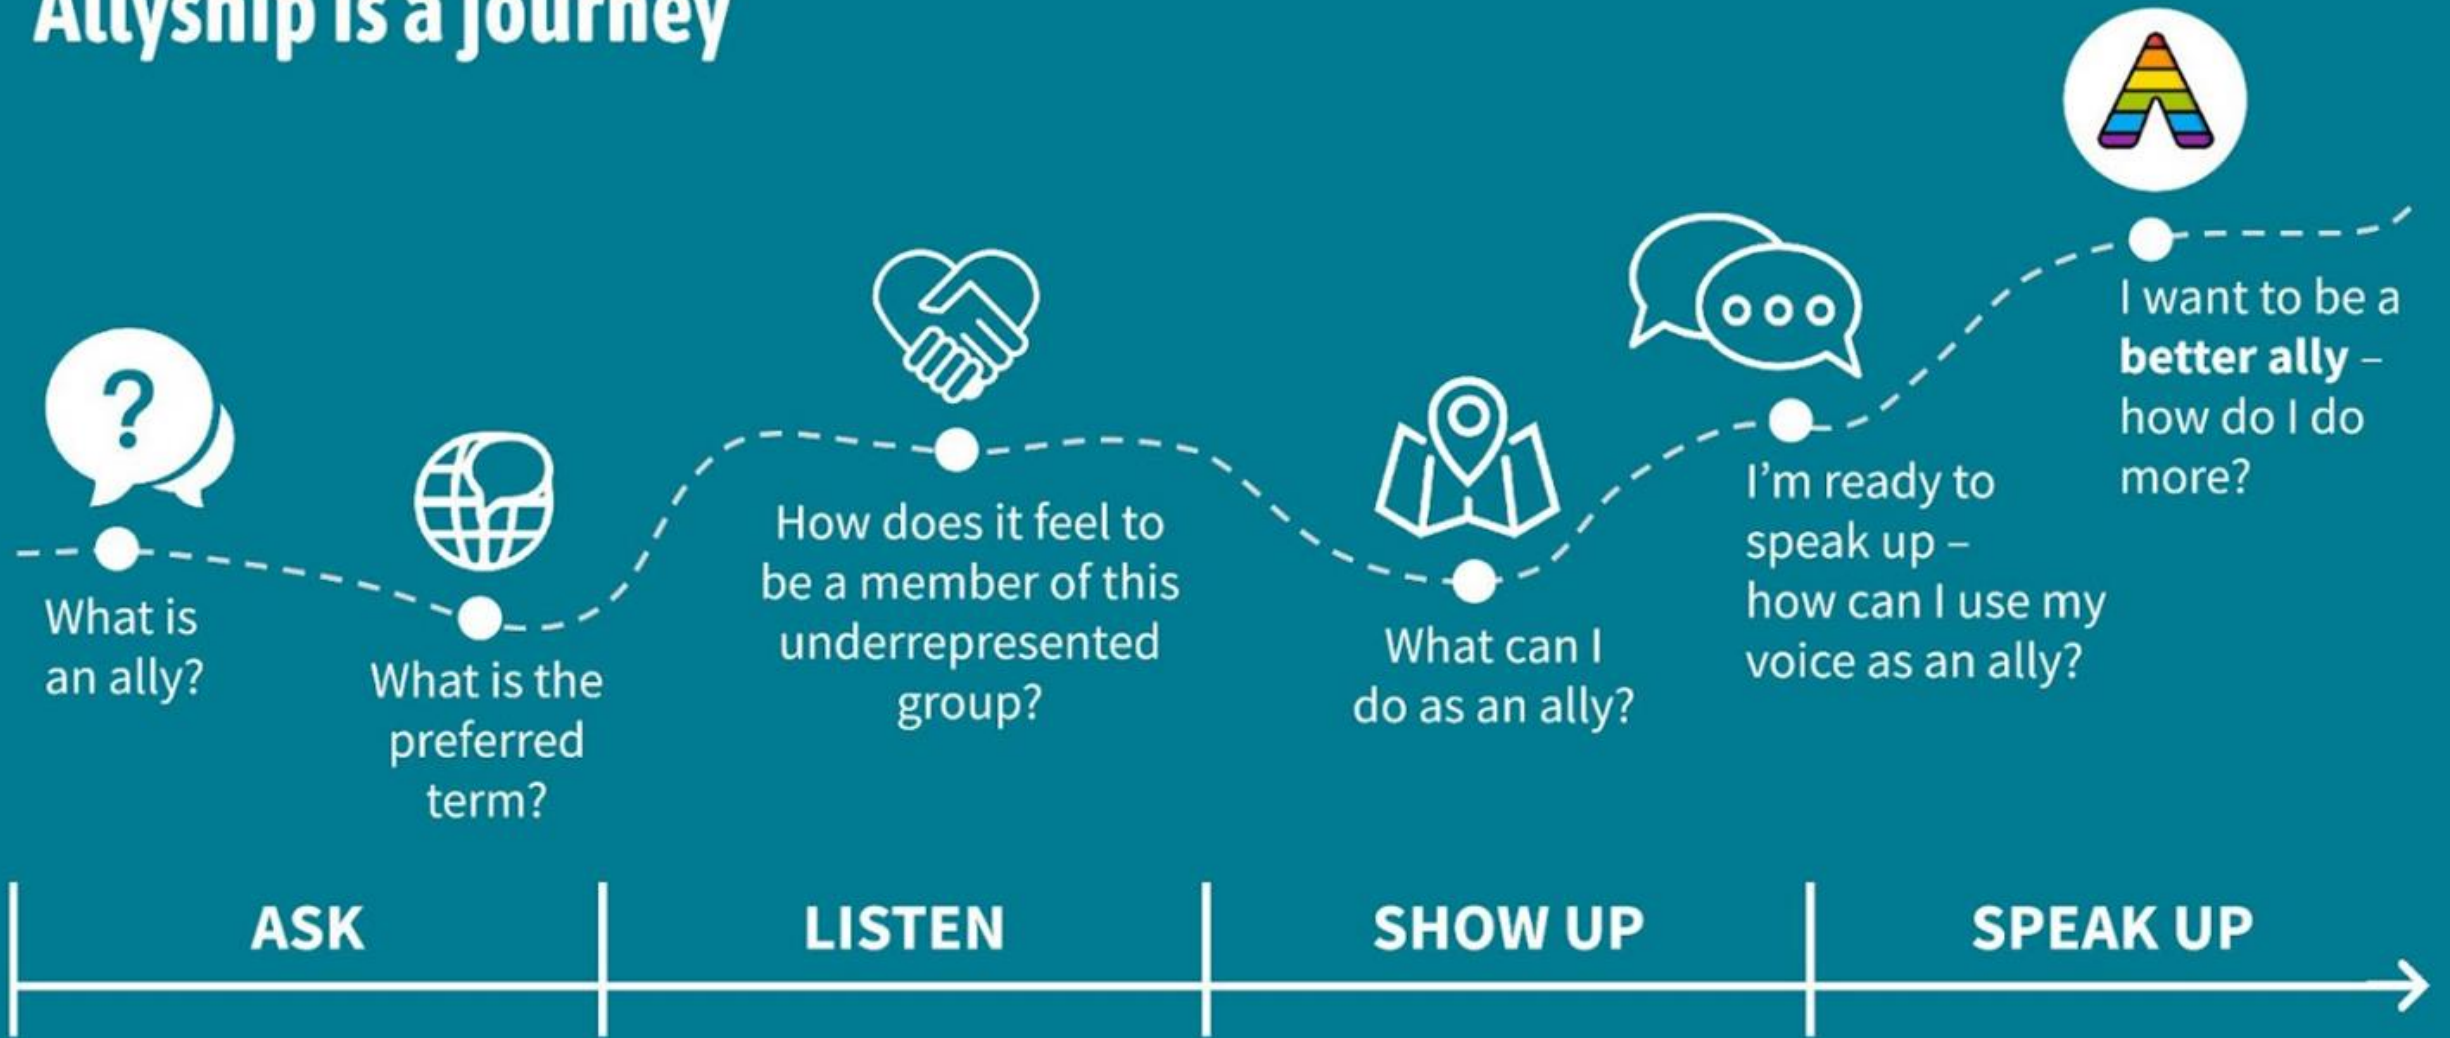 Allyship is a journey
?
What is
an ally?
What is the
preferred
term?
How does it feel to
be a member of this
underrepresented
group?
What can I
do as an ally?
I'm ready to
speak up –
how can I use my
voice as an ally?
I want to be a
better ally –
how do I do
more?
ASK
LISTEN
SHOW UP
SPEAK UP